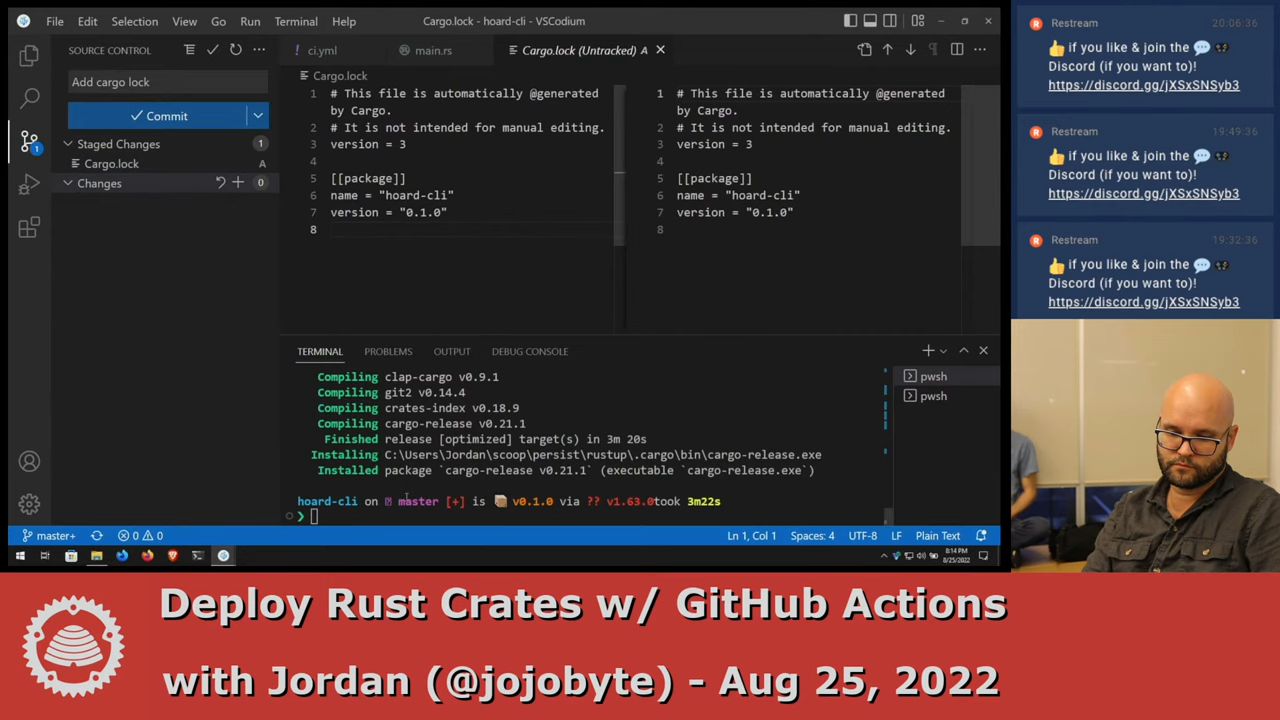 File Edit Selection View Go Run Terminal Help
Cargo.lock - hoard-cli - VSCodium
SOURCE CONTROL
ci.yml
main.rs
Cargo.lock (Untracked) A
Add cargo lock
Commit
Staged Changes 1
Cargo.lock A
Changes 0
1
Cargo.lock
1 # This file is automatically @generated
by Cargo.
2 # It is not intended for manual editing.
3 version = 3
4
5 [[package]]
6 name = "hoard-cli"
7 version = "0.1.0"
8
1 # This file is automatically @generated
by Cargo.
2 # It is not intended for manual editing.
3 version = 3
4
5 [[package]]
6 name = "hoard-cli"
7 version = "0.1.0"
8
TERMINAL PROBLEMS OUTPUT DEBUG CONSOLE
pwsh
pwsh
Compiling clap-cargo v0.9.1
Compiling git2 v0.14.4
Compiling crates-index v0.18.9
Compiling cargo-release v0.21.1
Finished release [optimized] target(s) in 3m 20s
Installing C:\Users\Jordan\scoop\persist\rustup\.cargo\bin\cargo-release.exe
Installed package `cargo-release v0.21.1` (executable `cargo-release.exe`)
hoard-cli on master [+] is 📦 v0.1.0 via ?? v1.63.0took 3m22s
❯
master+ 0 0
Ln 1, Col 1 Spaces: 4 UTF-8 LF Plain Text
8:14 PM
8/25/2022
Restream 20:06:36
👍 if you like & join the 💬
Discord (if you want to)!
https://discord.gg/jXSxSNSyb3
Restream 19:49:36
👍 if you like & join the 💬
Discord (if you want to)!
https://discord.gg/jXSxSNSyb3
Restream 19:32:36
👍 if you like & join the 💬
Discord (if you want to)!
https://discord.gg/jXSxSNSyb3
Deploy Rust Crates w/ GitHub Actions
with Jordan (@jojobyte) - Aug 25, 2022